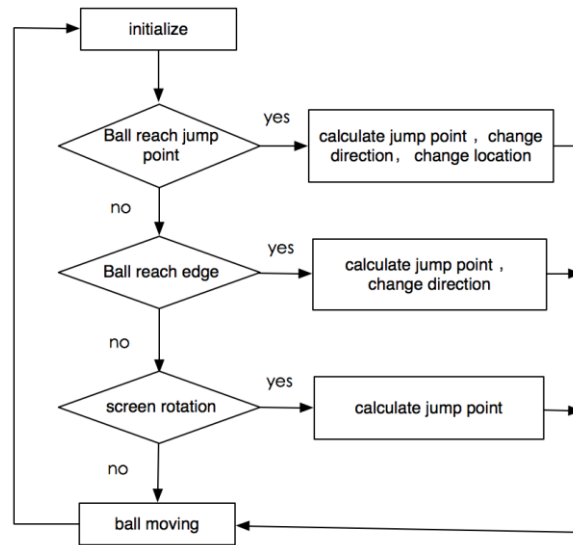 initialize
Ball reach jump
point
yes
calculate jump point， change
direction， change location
no
Ball reach edge
yes
calculate jump point，
change direction
no
screen rotation
yes
calculate jump point
no
ball moving